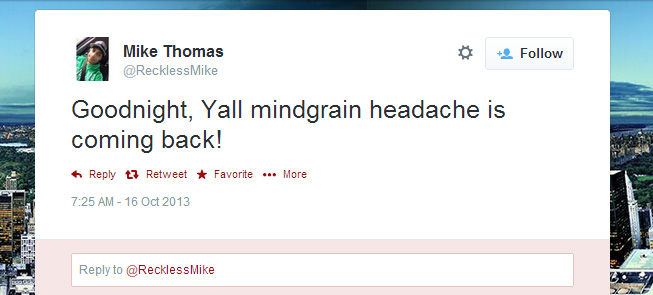 Mike Thomas
@RecklessMike
Follow
Goodnight, Yall mindgrain headache is
coming back!
Reply Retweet Favorite More
7:25 AM - 16 Oct 2013
Reply to @RecklessMike